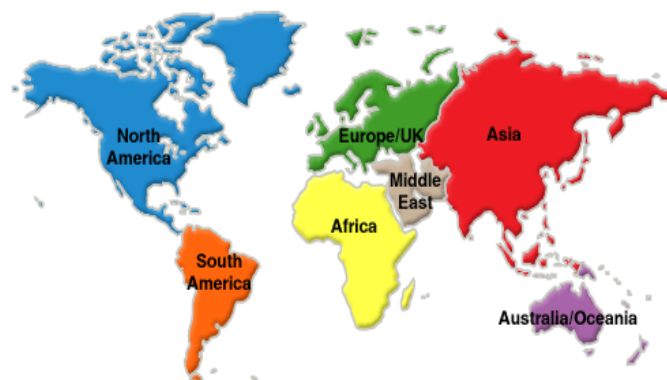 North
America
Europe/UK
Asia
Middle
East
Africa
South
America
Australia/Oceania